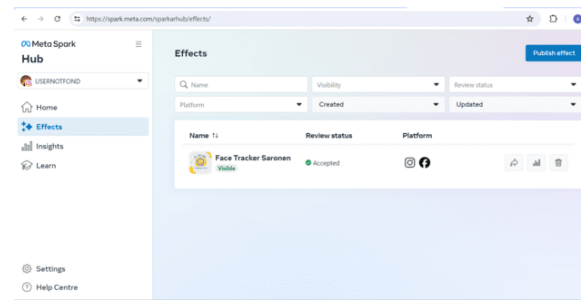 https://spark.meta.com/sparkarhub/effects/
Meta Spark
Hub
USERNOTFOND
Home
Effects
Insights
Learn
Settings
Help Centre
Effects
Publish effect
Name
Visibility
Review status
Platform
Created
Updated
Name
Review status
Platform
Face Tracker Saronen
Visible
Accepted